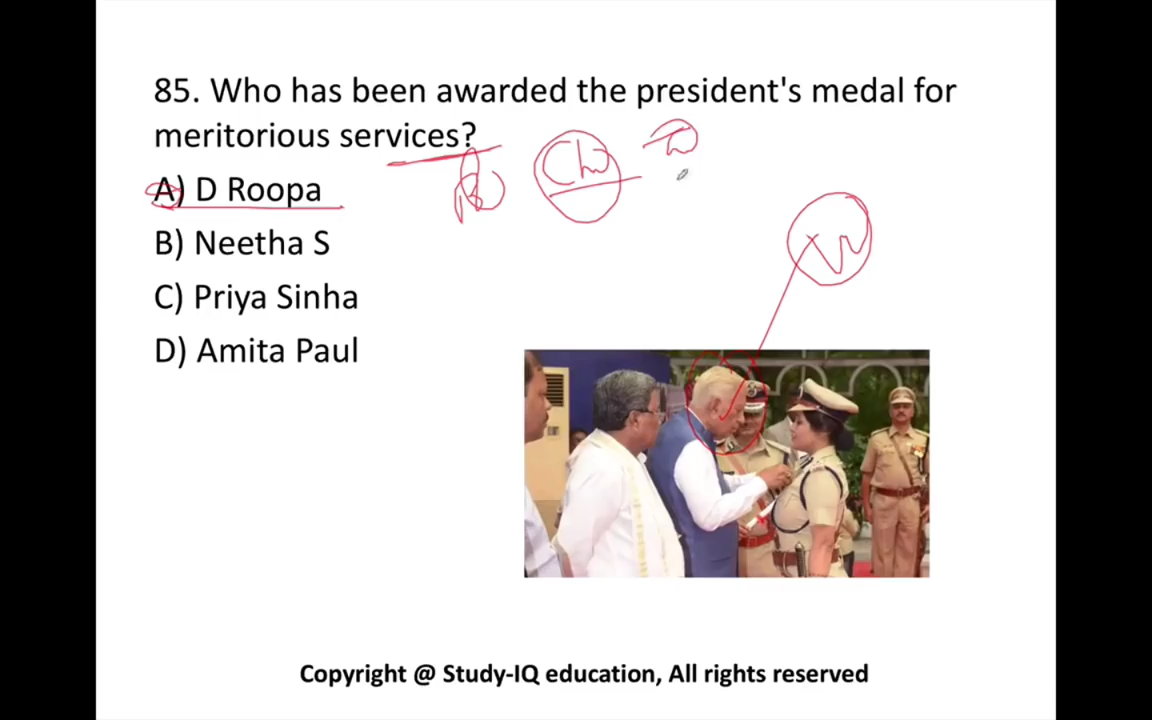 85. Who has been awarded the president's medal for
meritorious services?
A) D Roopa
B) Neetha S
C) Priya Sinha
D) Amita Paul
Copyright @ Study-IQ education, All rights reserved